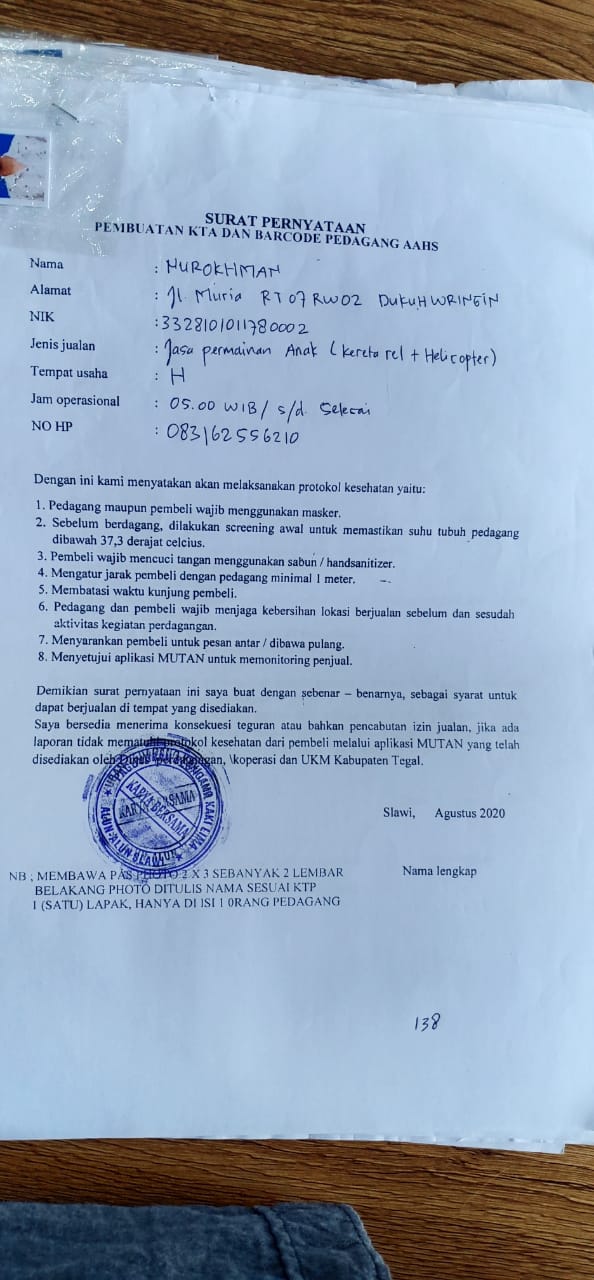 SURAT PERNYATAAN
PEMBUATAN KTA DAN BARCODE PEDAGANG AAHS
Nama : NUROKHMAN
Alamat : Jl. Muria RT 07 RW 02 DUKUHWRINGIN
NIK : 3328101011780002
Jenis jualan : Jasa permainan Anak (kereta rel + Helicopter)
Tempat usaha : H
Jam operasional : 05.00 WIB/ s/d. Selesai
NO HP : 083162556210
Dengan ini kami menyatakan akan melaksanakan protokol kesehatan yaitu:
1. Pedagang maupun pembeli wajib menggunakan masker.
2. Sebelum berdagang, dilakukan screening awal untuk memastikan suhu tubuh pedagang
dibawah 37,3 derajat celcius.
3. Pembeli wajib mencuci tangan menggunakan sabun / handsanitizer.
4. Mengatur jarak pembeli dengan pedagang minimal 1 meter.
5. Membatasi waktu kunjung pembeli.
6. Pedagang dan pembeli wajib menjaga kebersihan lokasi berjualan sebelum dan sesudah
aktivitas kegiatan perdagangan.
7. Menyarankan pembeli untuk pesan antar / dibawa pulang.
8. Menyetujui aplikasi MUTAN untuk memonitoring penjual.
Demikian surat pernyataan ini saya buat dengan sebenar – benarnya, sebagai syarat untuk
dapat berjualan di tempat yang disediakan.
Saya bersedia menerima konsekuesi teguran atau bahkan pencabutan izin jualan, jika ada
laporan tidak mematuhi protokol kesehatan dari pembeli melalui aplikasi MUTAN yang telah
disediakan oleh Dinas perdagangan, \koperasi dan UKM Kabupaten Tegal.
KARYA BERSAMA
ALUN-ALUN SLAWI
Slawi, Agustus 2020
Nama lengkap
NB ; MEMBAWA PAS PHOTO 2 X 3 SEBANYAK 2 LEMBAR
BELAKANG PHOTO DITULIS NAMA SESUAI KTP
1 (SATU) LAPAK, HANYA DI ISI 1 0RANG PEDAGANG
138